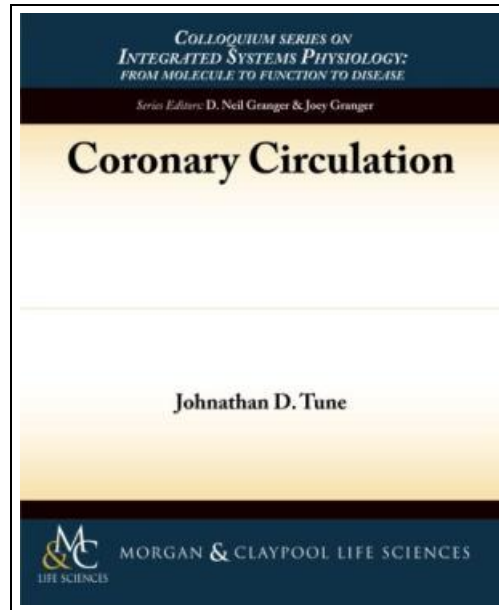 COLLOQUIUM SERIES ON
INTEGRATED SYSTEMS PHYSIOLOGY:
FROM MOLECULE TO FUNCTION TO DISEASE
Series Editors: D. Neil Granger & Joey Granger
Coronary Circulation
Johnathan D. Tune
M&C
LIFE SCIENCES
MORGAN & CLAYPOOL LIFE SCIENCES